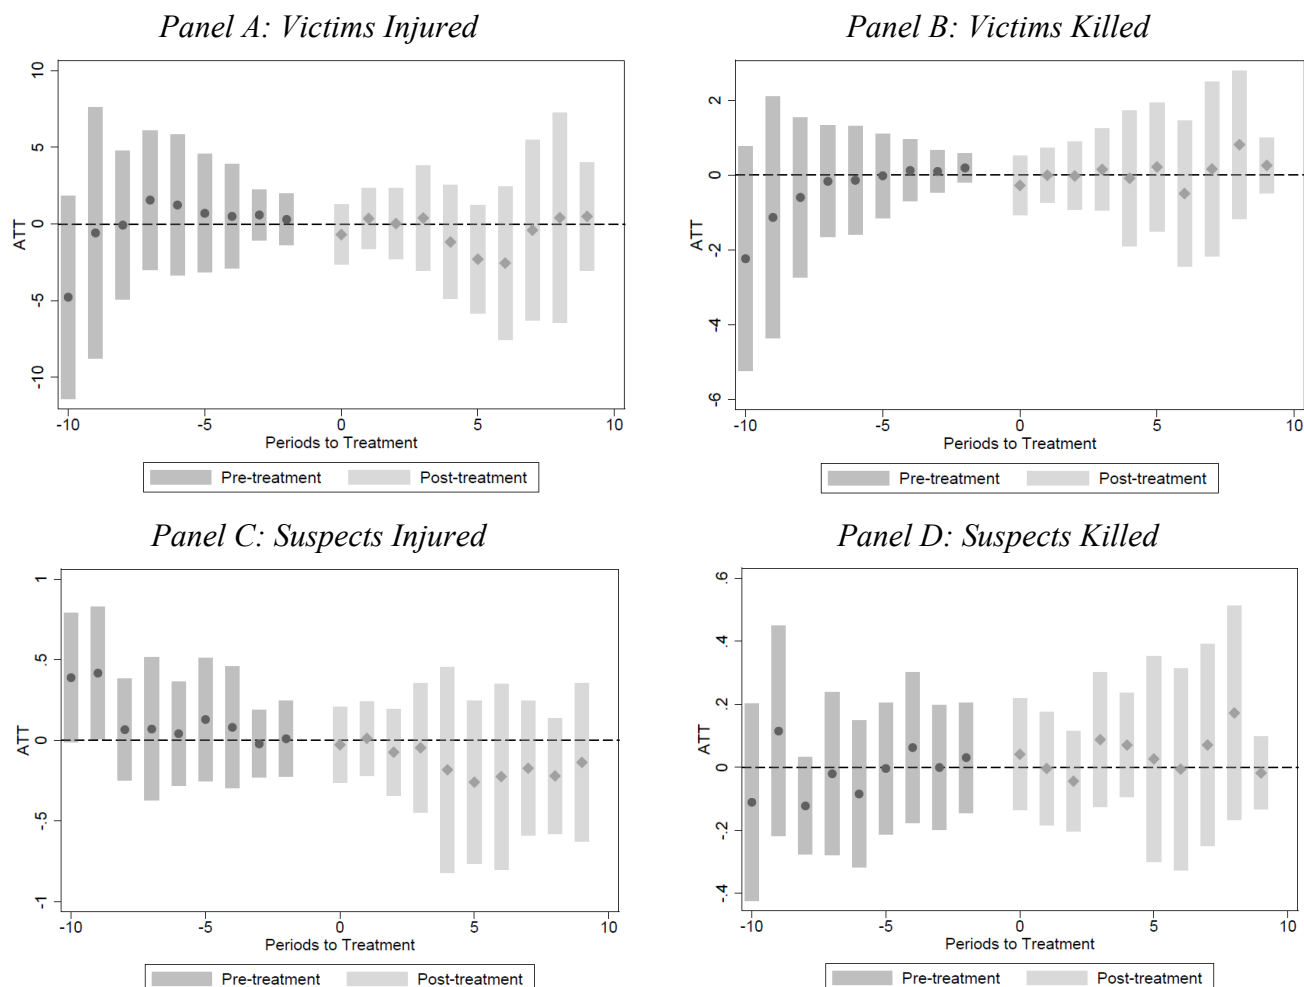 Panel A: Victims Injured
10
5
0
-5
-10
ATT
-10 -5 0 5 10
Periods to Treatment
Pre-treatment Post-treatment
Panel B: Victims Killed
2
0
-2
-4
-6
ATT
-10 -5 0 5 10
Periods to Treatment
Pre-treatment Post-treatment
Panel C: Suspects Injured
1
.5
0
-.5
-1
ATT
-10 -5 0 5 10
Periods to Treatment
Pre-treatment Post-treatment
Panel D: Suspects Killed
.6
.4
.2
0
-.2
-.4
ATT
-10 -5 0 5 10
Periods to Treatment
Pre-treatment Post-treatment